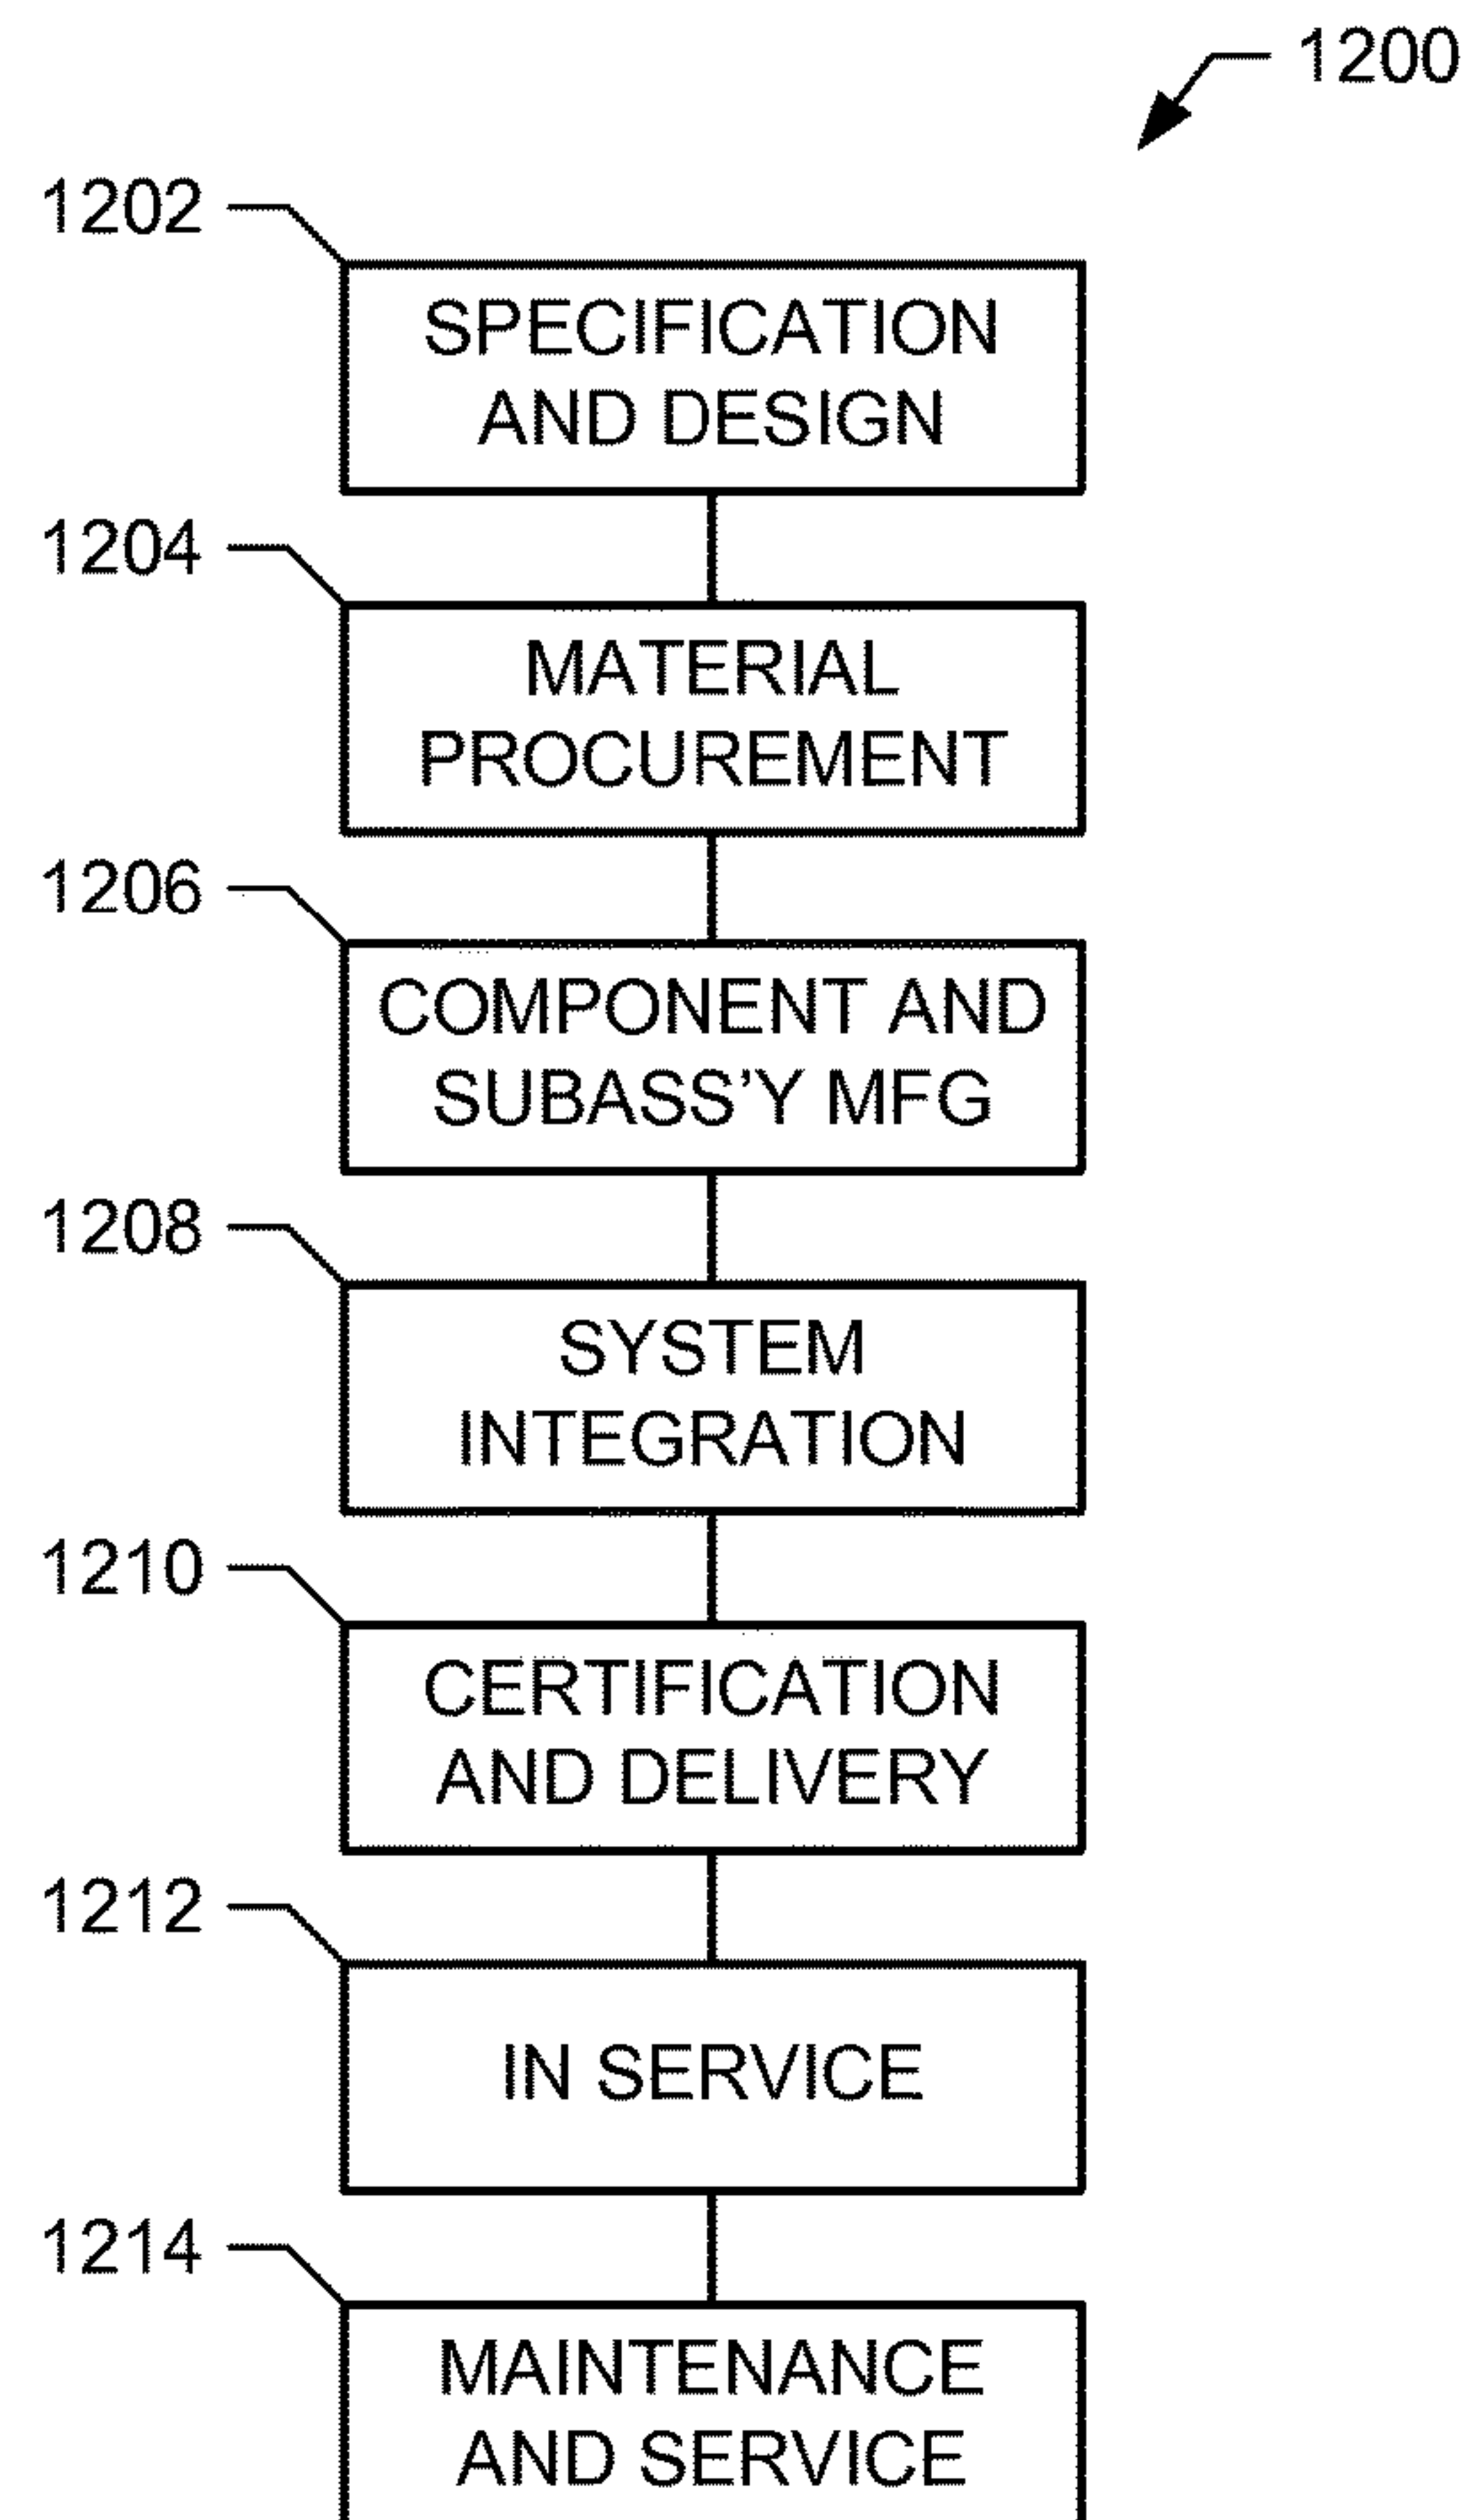 1200
1202
SPECIFICATION
AND DESIGN
1204
MATERIAL
PROCUREMENT
1206
COMPONENT AND
SUBASS'Y MFG
1208
SYSTEM
INTEGRATION
1210
CERTIFICATION
AND DELIVERY
1212
IN SERVICE
1214
MAINTENANCE
AND SERVICE